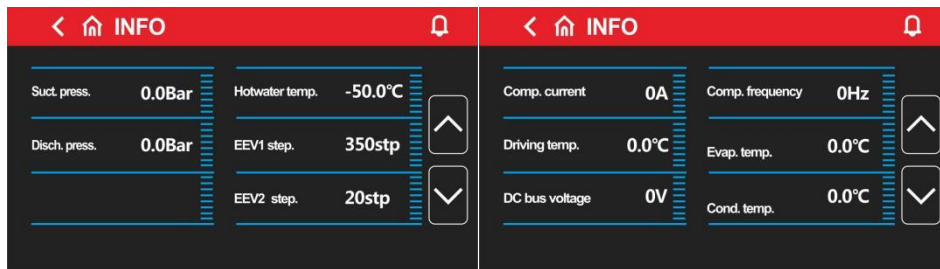 INFO
Suct. press. 0.0Bar
Disch. press. 0.0Bar
Hotwater temp. -50.0℃
EEV1 step. 350stp
EEV2 step. 20stp
INFO
Comp. current 0A
Driving temp. 0.0℃
DC bus voltage 0V
Comp. frequency 0Hz
Evap. temp. 0.0℃
Cond. temp. 0.0℃